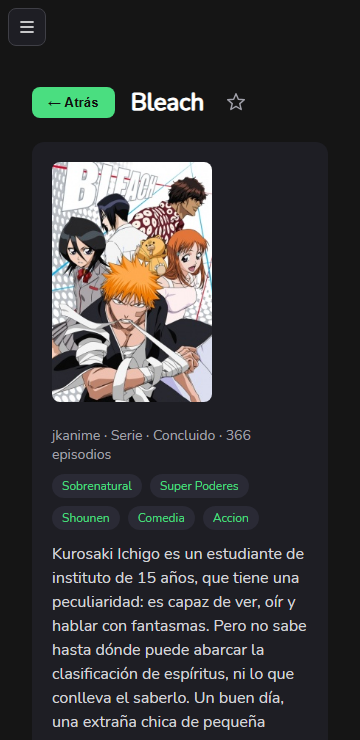 ← Atrás
Bleach
BLEACH
jkanime · Serie · Concluido · 366
episodios
Sobrenatural
Super Poderes
Shounen
Comedia
Accion
Kurosaki Ichigo es un estudiante de
instituto de 15 años, que tiene una
peculiaridad: es capaz de ver, oír y
hablar con fantasmas. Pero no sabe
hasta dónde puede abarcar la
clasificación de espíritus, ni lo que
conlleva el saberlo. Un buen día,
una extraña chica de pequeña